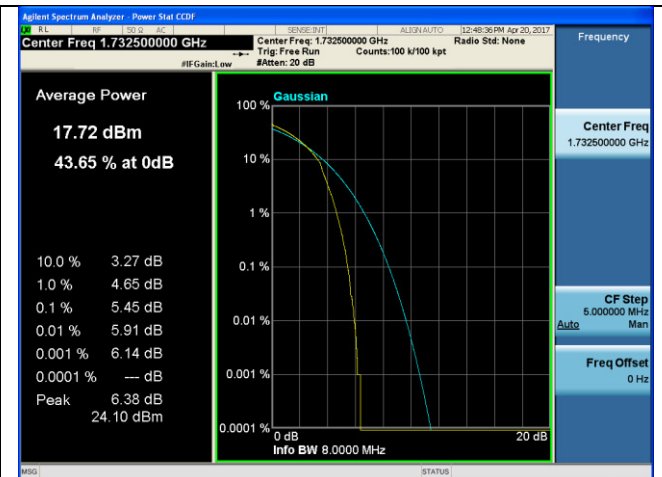 Agilent Spectrum Analyzer - Power Stat CCDF
RL RF 50 Ω AC SENSE:INT ALIGN AUTO 12:48:36 PM Apr 20, 2017
Center Freq 1.732500000 GHz
Center Freq: 1.732500000 GHz Radio Std: None
Trig: Free Run Counts:100 k/100 kpt
#IFGain:Low #Atten: 20 dB
Frequency
Average Power
17.72 dBm
43.65 % at 0dB
10.0 % 3.27 dB
1.0 % 4.65 dB
0.1 % 5.45 dB
0.01 % 5.91 dB
0.001 % 6.14 dB
0.0001 % --- dB
Peak 6.38 dB
24.10 dBm
100 % Gaussian
10 %
1 %
0.1 %
0.01 %
0.001 %
0.0001 %
0 dB 20 dB
Info BW 8.0000 MHz
Center Freq
1.732500000 GHz
CF Step
5.000000 MHz
Auto Man
Freq Offset
0 Hz
MSG STATUS